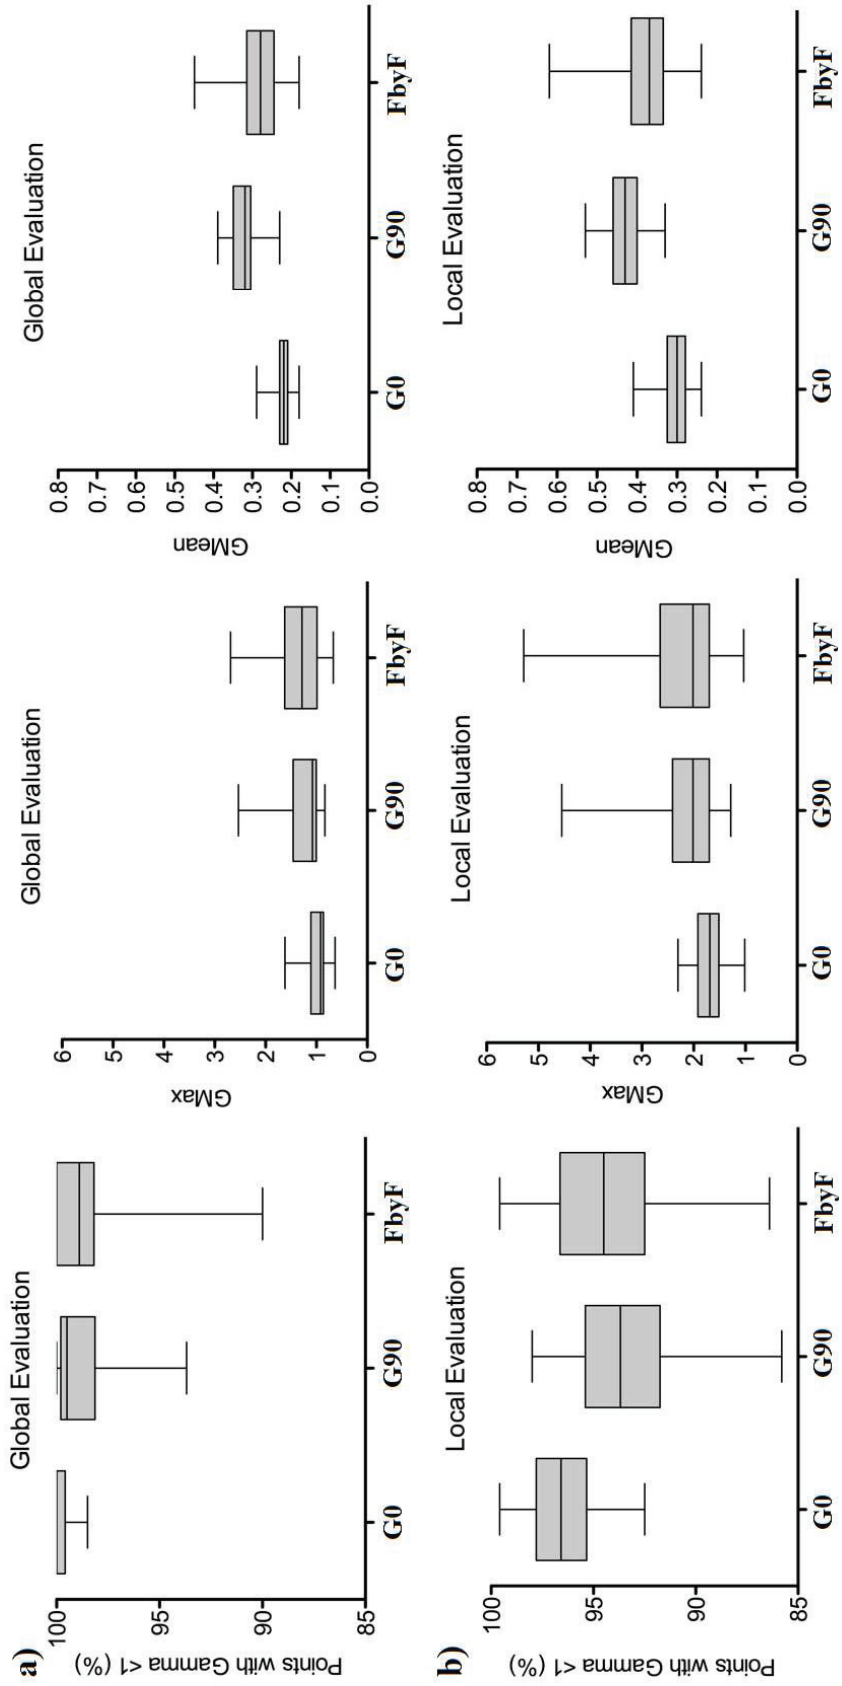 a)
Global Evaluation
Points with Gamma <1 (%)
100
95
90
85
G0 G90 FbyF
Global Evaluation
GMax
6
5
4
3
2
1
0
G0 G90 FbyF
Global Evaluation
GMean
0.8
0.7
0.6
0.5
0.4
0.3
0.2
0.1
0.0
G0 G90 FbyF
b)
Local Evaluation
Points with Gamma <1 (%)
100
95
90
85
G0 G90 FbyF
Local Evaluation
GMax
6
5
4
3
2
1
0
G0 G90 FbyF
Local Evaluation
GMean
0.8
0.7
0.6
0.5
0.4
0.3
0.2
0.1
0.0
G0 G90 FbyF